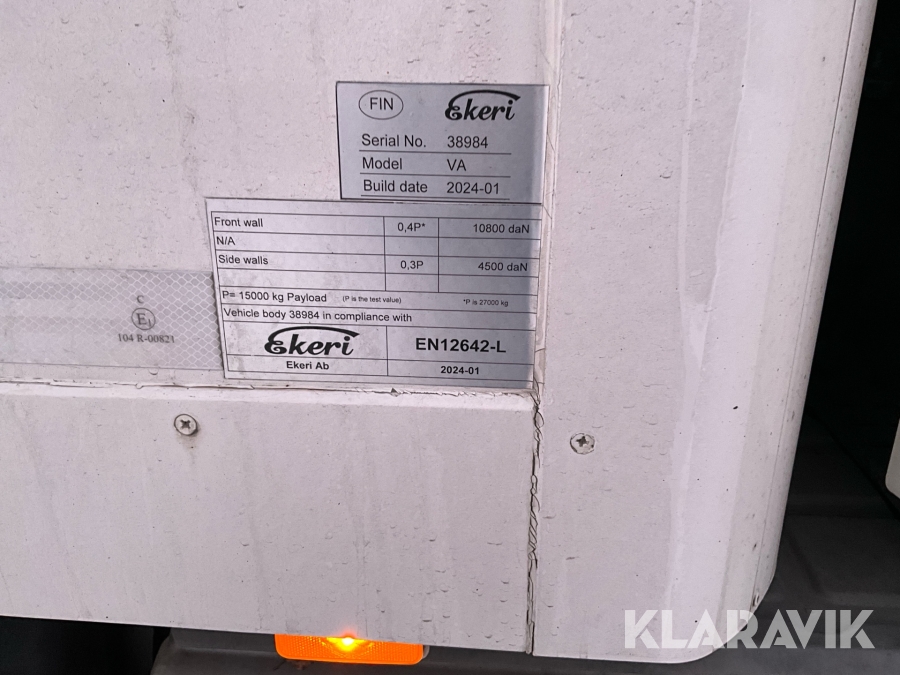 FIN Ekeri
Serial No. 38984
Model VA
Build date 2024-01
Front wall 0,4P* 10800 daN
N/A
Side walls 0,3P 4500 daN
P= 15000 kg Payload (P is the test value) *P is 27000 kg
Vehicle body 38984 in compliance with
Ekeri EN12642-L
Ekeri Ab 2024-01
C
E1
104 R-00821
KLARAVIK